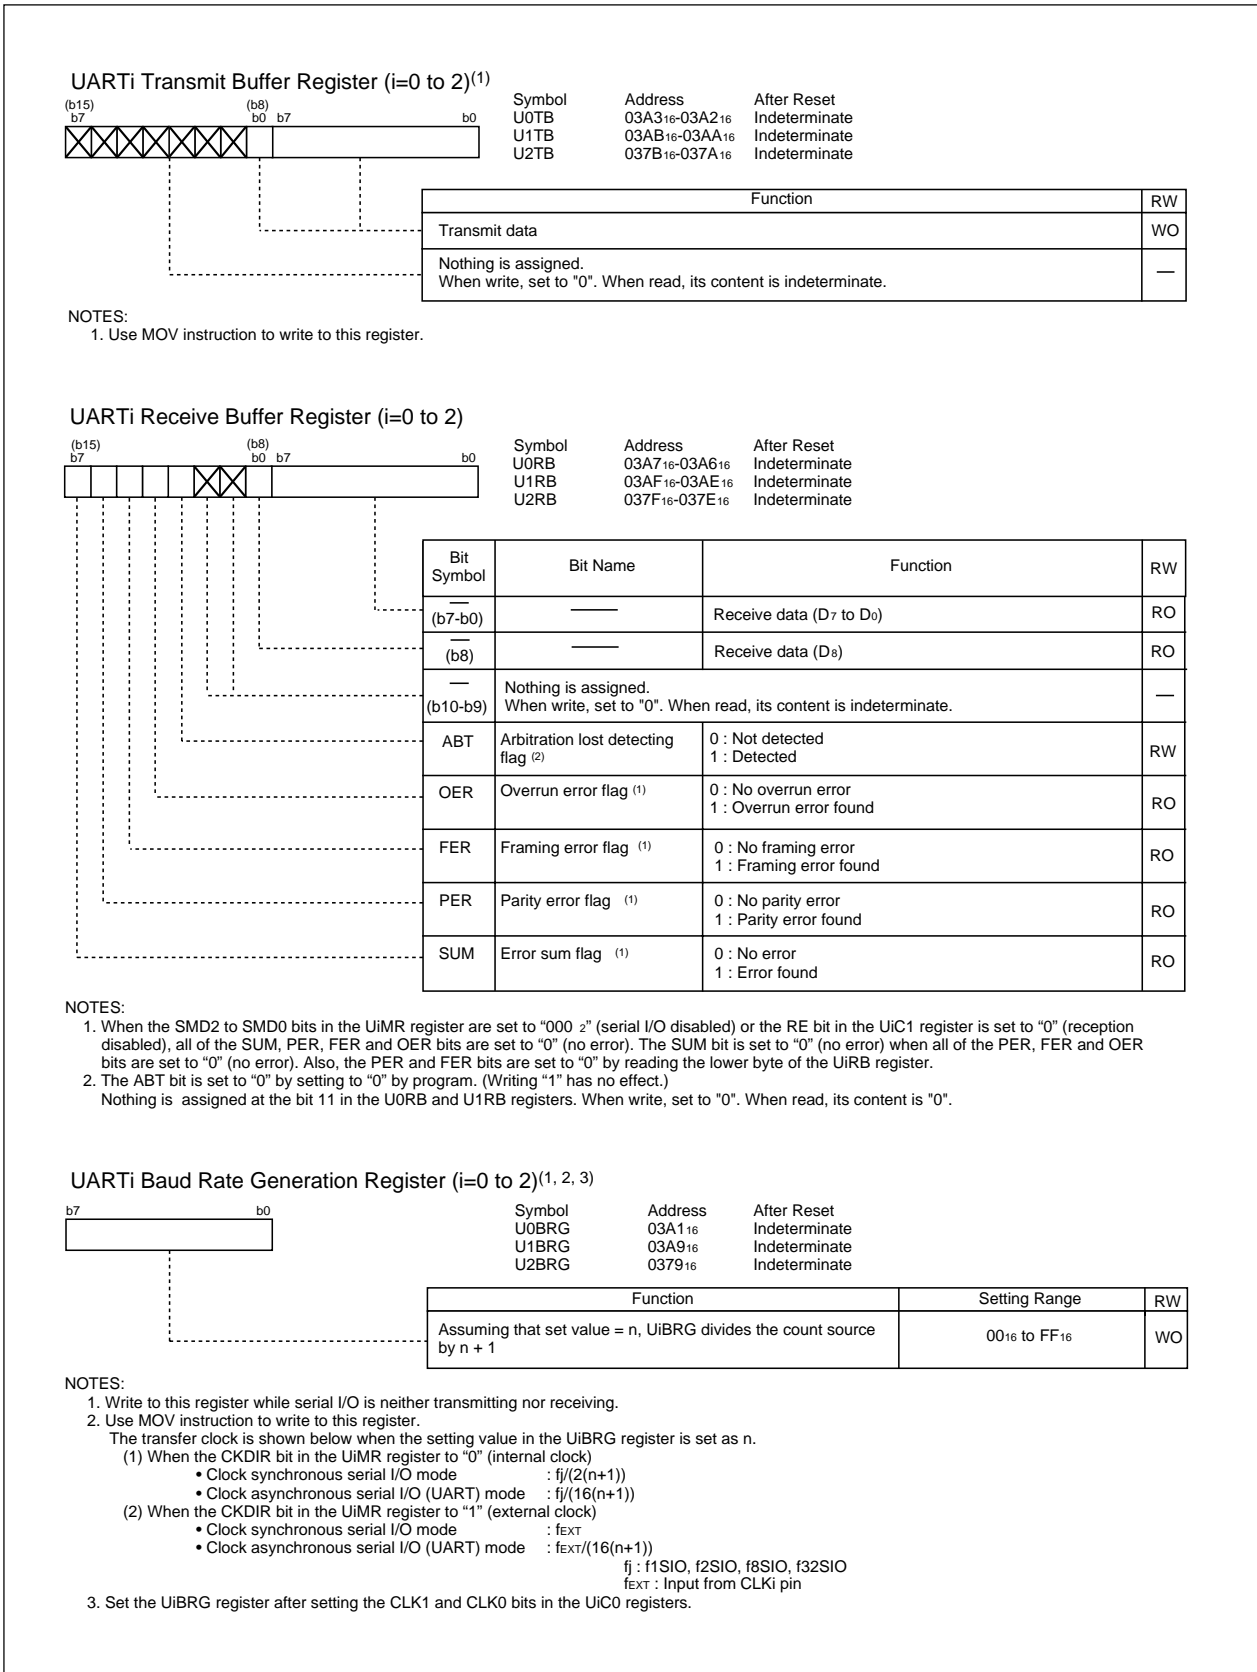 UARTi Transmit Buffer Register (i=0 to 2)(1)
(b15) (b8)
b7 b0 b7 b0
Symbol Address After Reset
U0TB 03A316-03A216 Indeterminate
U1TB 03AB16-03AA16 Indeterminate
U2TB 037B16-037A16 Indeterminate
Function RW
Transmit data WO
Nothing is assigned.
When write, set to "0". When read, its content is indeterminate. —
NOTES:
1. Use MOV instruction to write to this register.
UARTi Receive Buffer Register (i=0 to 2)
(b15) (b8)
b7 b0 b7 b0
Symbol Address After Reset
U0RB 03A716-03A616 Indeterminate
U1RB 03AF16-03AE16 Indeterminate
U2RB 037F16-037E16 Indeterminate
Bit Symbol Bit Name Function RW
— (b7-b0) — Receive data (D7 to D0) RO
— (b8) — Receive data (D8) RO
— (b10-b9) Nothing is assigned.
When write, set to "0". When read, its content is indeterminate. —
ABT Arbitration lost detecting flag (2) 0 : Not detected
1 : Detected RW
OER Overrun error flag (1) 0 : No overrun error
1 : Overrun error found RO
FER Framing error flag (1) 0 : No framing error
1 : Framing error found RO
PER Parity error flag (1) 0 : No parity error
1 : Parity error found RO
SUM Error sum flag (1) 0 : No error
1 : Error found RO
NOTES:
1. When the SMD2 to SMD0 bits in the UiMR register are set to “000 2” (serial I/O disabled) or the RE bit in the UiC1 register is set to “0” (reception
disabled), all of the SUM, PER, FER and OER bits are set to “0” (no error). The SUM bit is set to “0” (no error) when all of the PER, FER and OER
bits are set to “0” (no error). Also, the PER and FER bits are set to “0” by reading the lower byte of the UiRB register.
2. The ABT bit is set to “0” by setting to “0” by program. (Writing “1” has no effect.)
Nothing is assigned at the bit 11 in the U0RB and U1RB registers. When write, set to "0". When read, its content is "0".
UARTi Baud Rate Generation Register (i=0 to 2)(1, 2, 3)
b7 b0
Symbol Address After Reset
U0BRG 03A116 Indeterminate
U1BRG 03A916 Indeterminate
U2BRG 037916 Indeterminate
Function Setting Range RW
Assuming that set value = n, UiBRG divides the count source
by n + 1 0016 to FF16 WO
NOTES:
1. Write to this register while serial I/O is neither transmitting nor receiving.
2. Use MOV instruction to write to this register.
The transfer clock is shown below when the setting value in the UiBRG register is set as n.
(1) When the CKDIR bit in the UiMR register to “0” (internal clock)
• Clock synchronous serial I/O mode : fj/(2(n+1))
• Clock asynchronous serial I/O (UART) mode : fj/(16(n+1))
(2) When the CKDIR bit in the UiMR register to “1” (external clock)
• Clock synchronous serial I/O mode : fEXT
• Clock asynchronous serial I/O (UART) mode : fEXT/(16(n+1))
fj : f1SIO, f2SIO, f8SIO, f32SIO
fEXT : Input from CLKi pin
3. Set the UiBRG register after setting the CLK1 and CLK0 bits in the UiC0 registers.